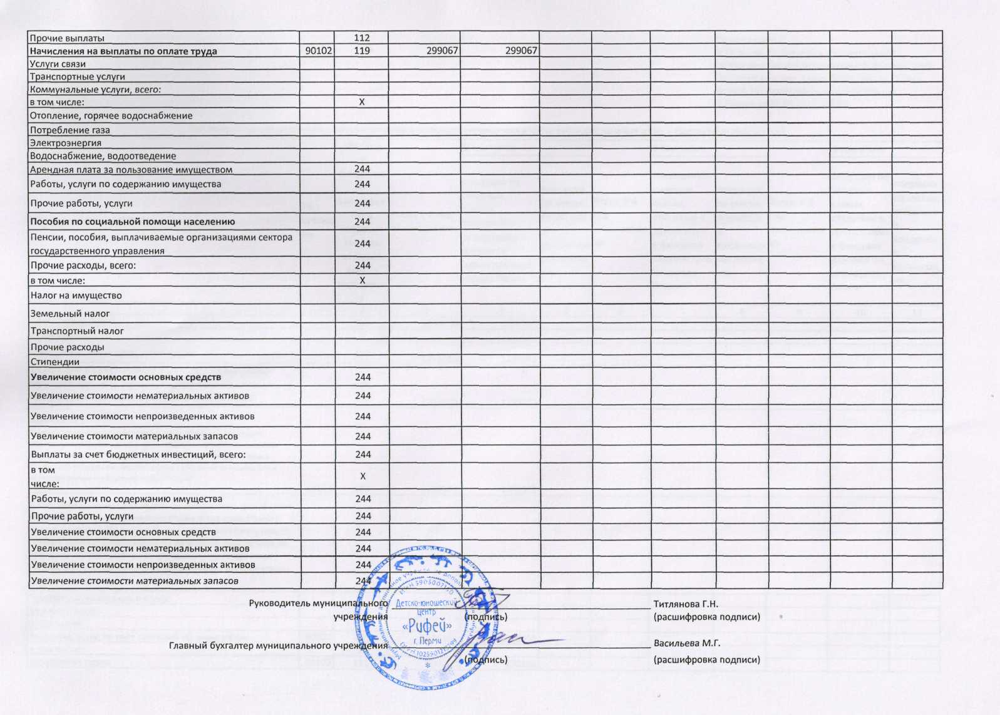 Прочие выплаты 112
Начисления на выплаты по оплате труда 90102 119 299067 299067
Услуги связи
Транспортные услуги
Коммунальные услуги, всего:
в том числе: X
Отопление, горячее водоснабжение
Потребление газа
Электроэнергия
Водоснабжение, водоотведение
Арендная плата за пользование имуществом 244
Работы, услуги по содержанию имущества 244
Прочие работы, услуги 244
Пособия по социальной помощи населению 244
Пенсии, пособия, выплачиваемые организациями сектора
государственного управления 244
Прочие расходы, всего: 244
в том числе: X
Налог на имущество
Земельный налог
Транспортный налог
Прочие расходы
Стипендии
Увеличение стоимости основных средств 244
Увеличение стоимости нематериальных активов 244
Увеличение стоимости непроизведенных активов 244
Увеличение стоимости материальных запасов 244
Выплаты за счет бюджетных инвестиций, всего: 244
в том
числе: X
Работы, услуги по содержанию имущества 244
Прочие работы, услуги 244
Увеличение стоимости основных средств 244
Увеличение стоимости нематериальных активов 244
Увеличение стоимости непроизведенных активов 244
Увеличение стоимости материальных запасов 244
Руководитель муниципального
учреждения
Титлянова Г.Н.
(подпись) (расшифровка подписи)
Главный бухгалтер муниципального учреждения
Васильева М.Г.
(подпись) (расшифровка подписи)
Детско-юношеский
центр
«Рифей»
г. Перми